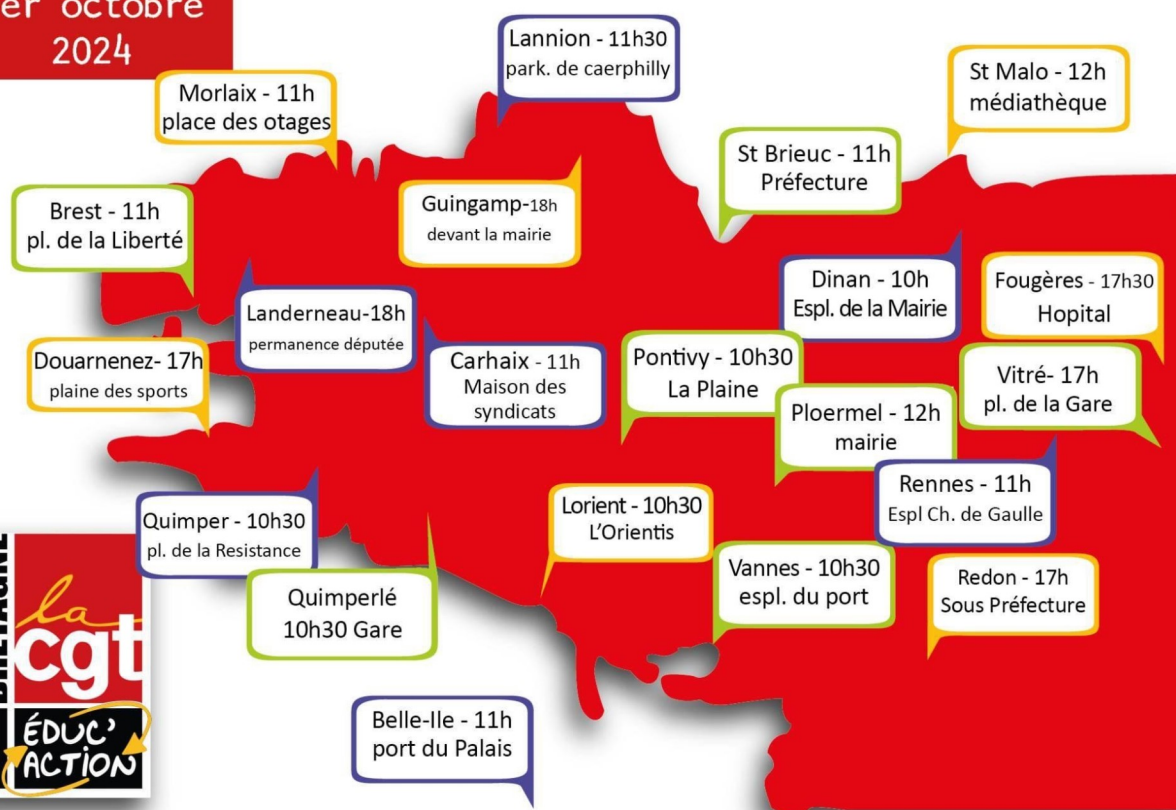 er octobre
2024
Lannion - 11h30
park. de caerphilly
Morlaix - 11h
place des otages
St Malo - 12h
médiathèque
St Brieuc - 11h
Préfecture
Brest - 11h
pl. de la Liberté
Guingamp-18h
devant la mairie
Dinan - 10h
Espl. de la Mairie
Fougères - 17h30
Hopital
Landerneau-18h
permanence députée
Douarnenez- 17h
plaine des sports
Carhaix - 11h
Maison des
syndicats
Pontivy - 10h30
La Plaine
Vitré- 17h
pl. de la Gare
Ploermel - 12h
mairie
Rennes - 11h
Espl Ch. de Gaulle
Quimper - 10h30
pl. de la Resistance
Lorient - 10h30
L'Orientis
Vannes - 10h30
espl. du port
Redon - 17h
Sous Préfecture
Quimperlé
10h30 Gare
Belle-Ile - 11h
port du Palais
BRETAGNE
la
cgt
ÉDUC'
ACTION